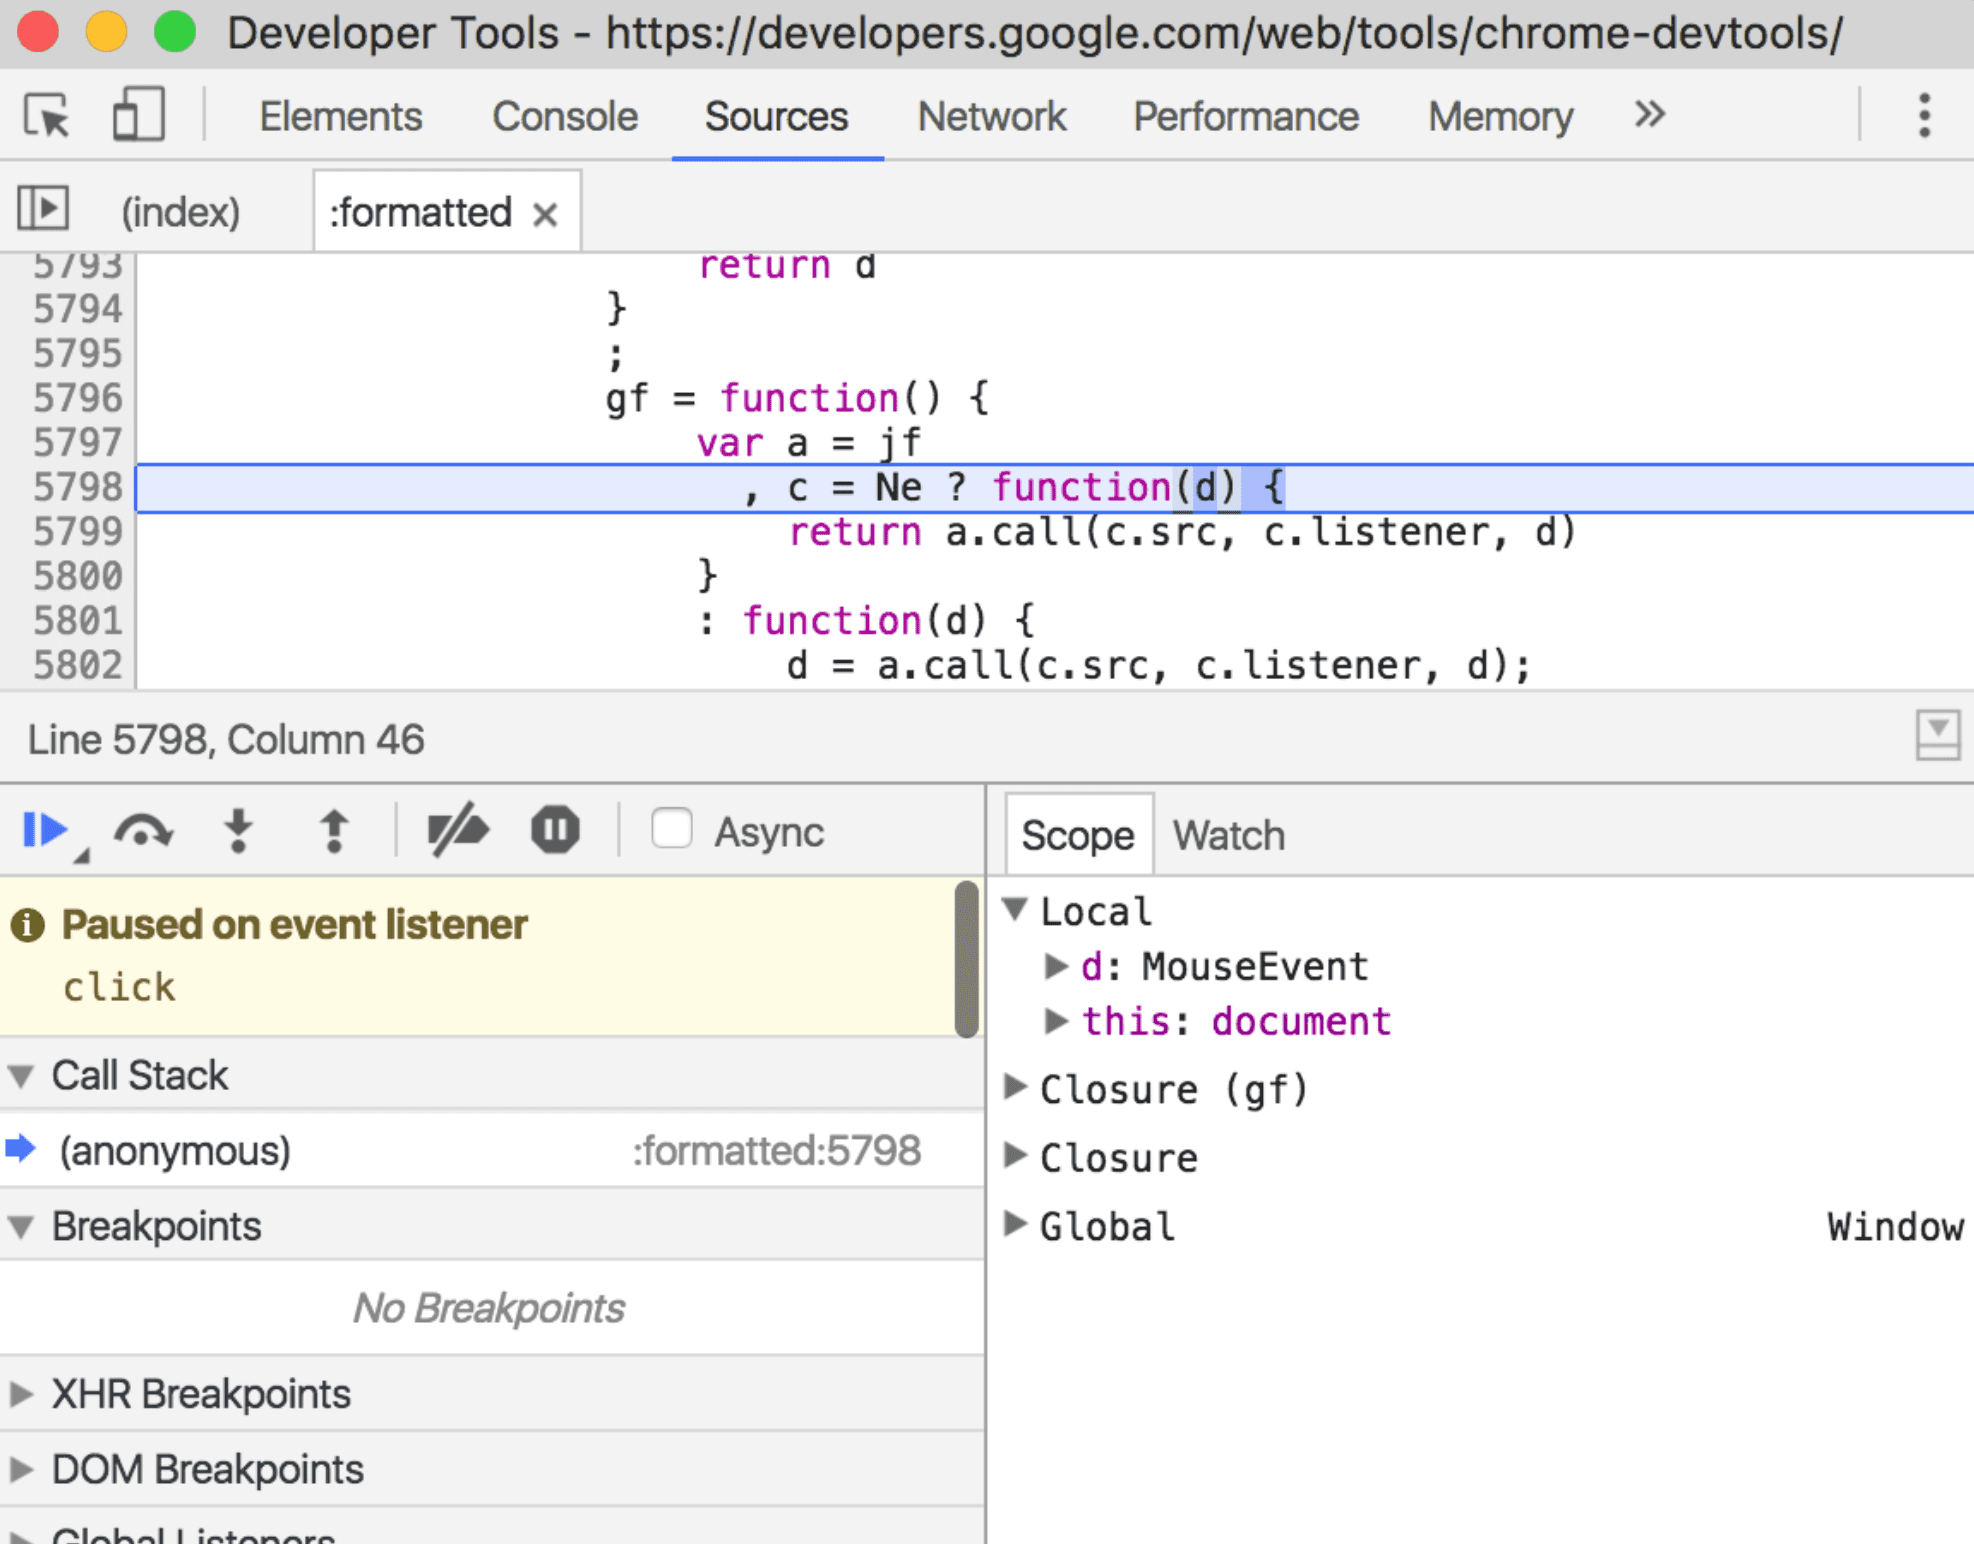 Developer Tools - https://developers.google.com/web/tools/chrome-devtools/
Elements Console Sources Network Performance Memory »
(index) :formatted ×
5793 return d
5794 }
5795 ;
5796 gf = function() {
5797 var a = jf
5798 , c = Ne ? function(d) {
5799 return a.call(c.src, c.listener, d)
5800 }
5801 : function(d) {
5802 d = a.call(c.src, c.listener, d);
Line 5798, Column 46
Async
Scope Watch
Paused on event listener
click
Call Stack
(anonymous) :formatted:5798
Breakpoints
No Breakpoints
XHR Breakpoints
DOM Breakpoints
Global Listeners
Local
d: MouseEvent
this: document
Closure (gf)
Closure
Global Window